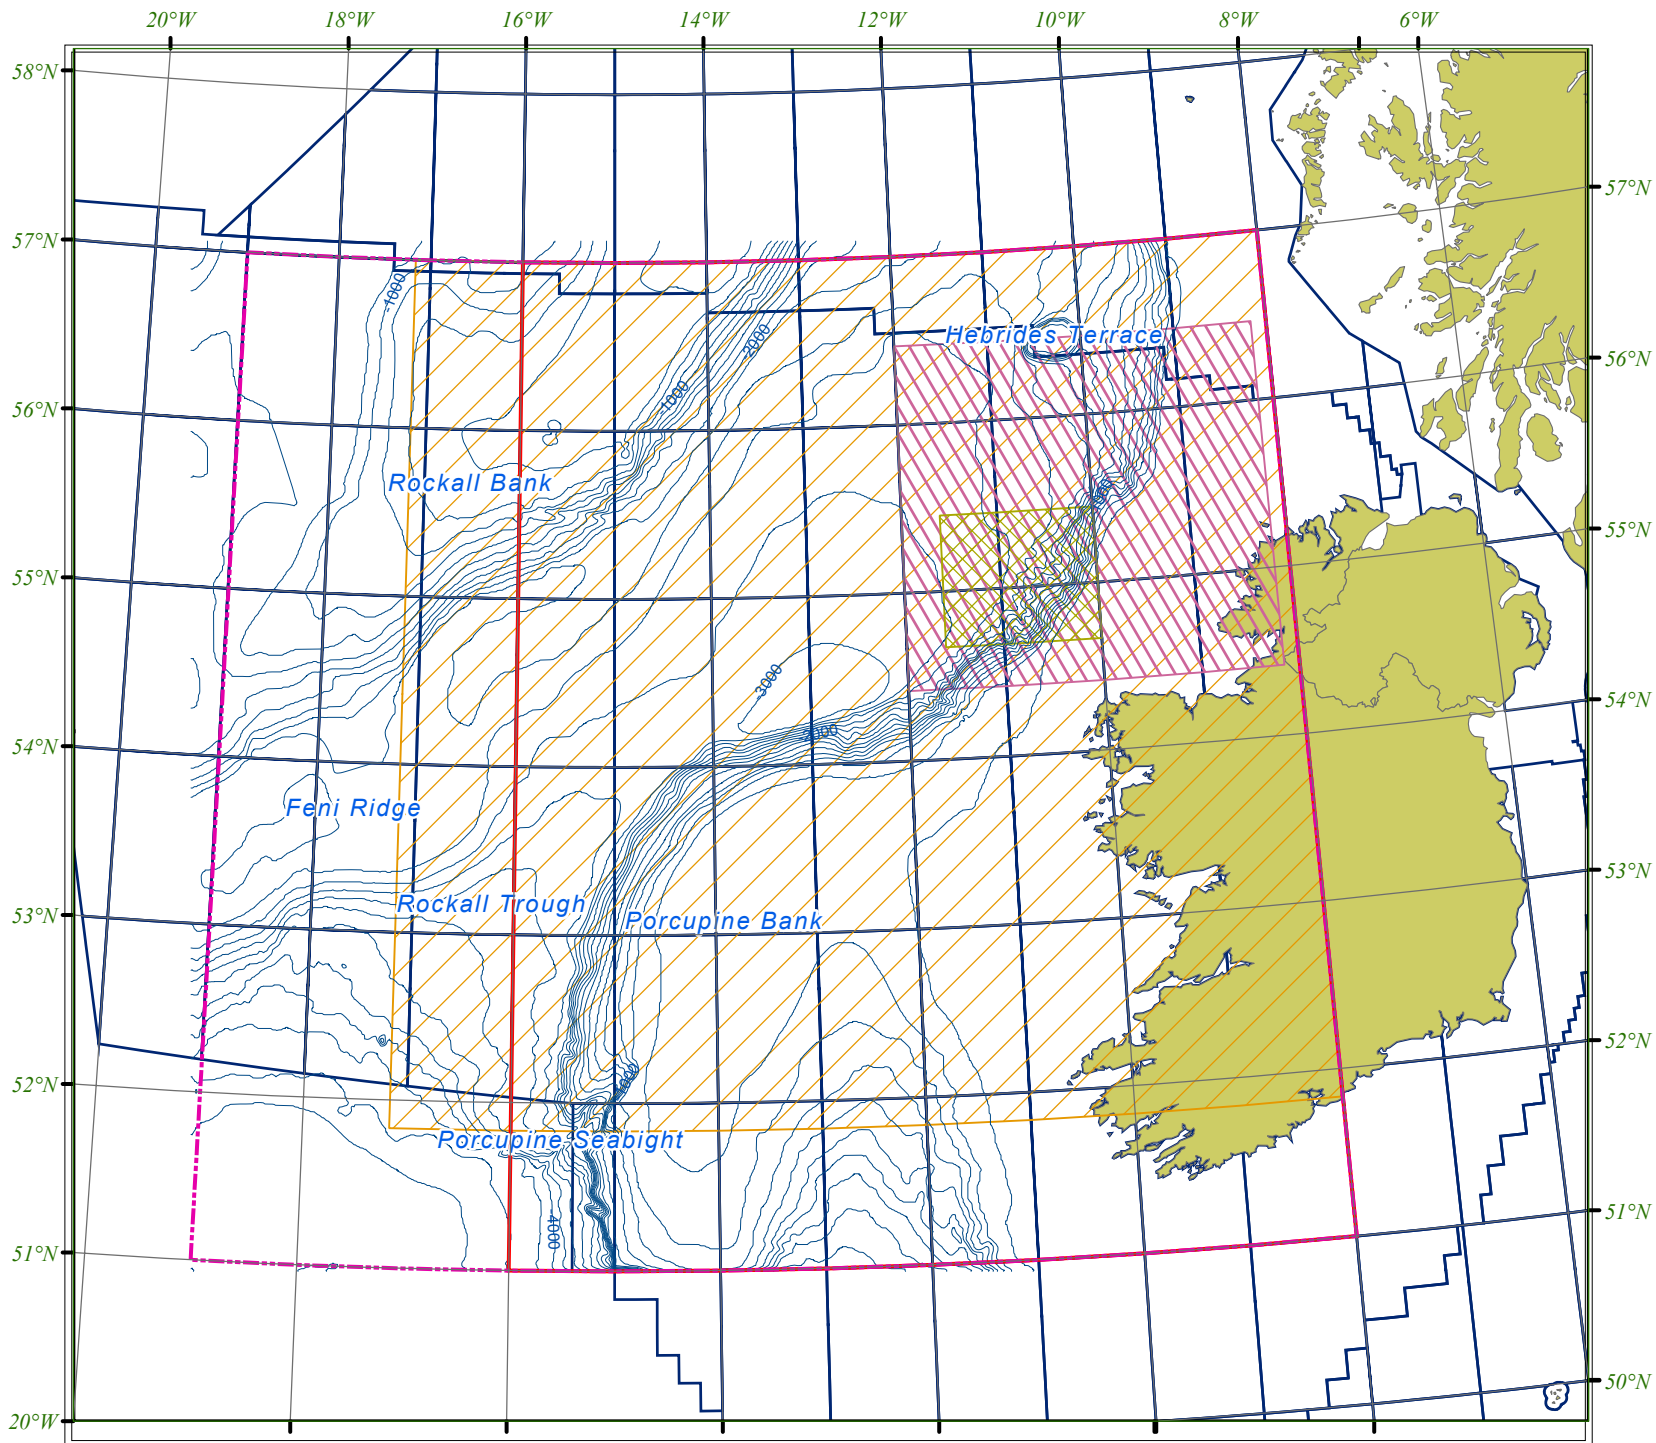 20°W 18°W 16°W 14°W 12°W 10°W 8°W 6°W
58°N
57°N
57°N
-1000
-2000
Hebrides Terrace
56°N
-1000
56°N
Rockall Bank
55°N
55°N
-3000
54°N
54°N
Feni Ridge
53°N
Rockall Trough
Porcupine Bank
53°N
52°N
52°N
Porcupine Seabight
51°N
-4000
51°N
50°N
20°W